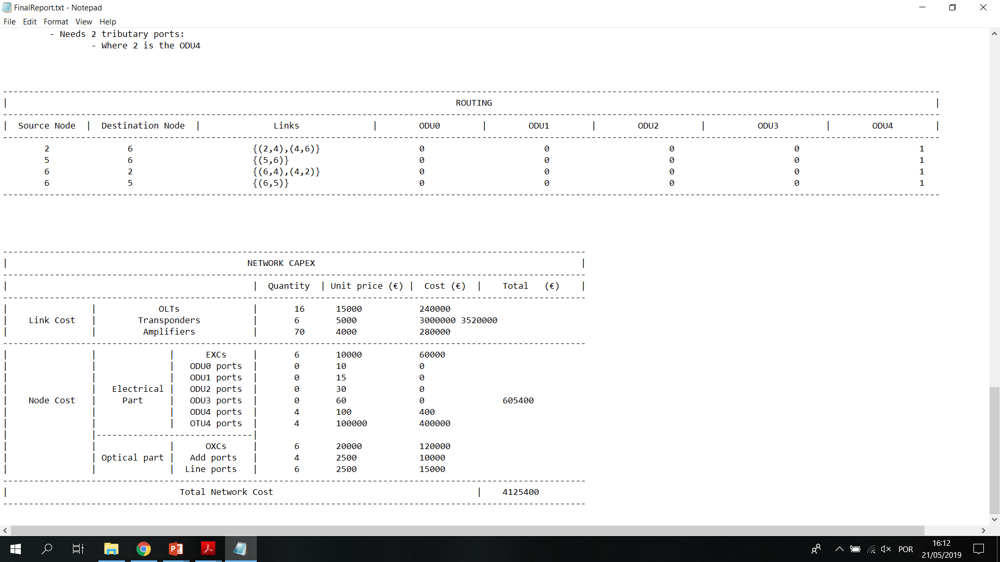 FinalReport.txt - Notepad
File Edit Format View Help
- Needs 2 tributary ports:
- Where 2 is the ODU4
ROUTING
| Source Node | Destination Node | Links | ODU0 | ODU1 | ODU2 | ODU3 | ODU4 |
2 6 {(2,4),(4,6)} 0 0 0 0 1
5 6 {(5,6)} 0 0 0 0 1
6 2 {(6,4),(4,2)} 0 0 0 0 1
6 5 {(6,5)} 0 0 0 0 1
NETWORK CAPEX
| | Quantity | Unit price (€) | Cost (€) | Total (€) |
| | OLTs | 16 15000 240000
| Link Cost | Transponders | 6 5000 3000000 3520000
| | Amplifiers | 70 4000 280000
| | | EXCs | 6 10000 60000
| | | ODU0 ports | 0 10 0
| | | ODU1 ports | 0 15 0
| | Electrical | ODU2 ports | 0 30 0
| Node Cost | Part | ODU3 ports | 0 60 0 605400
| | | ODU4 ports | 4 100 400
| | | OTU4 ports | 4 100000 400000
| | | OXCs | 6 20000 120000
| | Optical part | Add ports | 4 2500 10000
| | | Line ports | 6 2500 15000
| Total Network Cost | 4125400
POR
16:12
21/05/2019